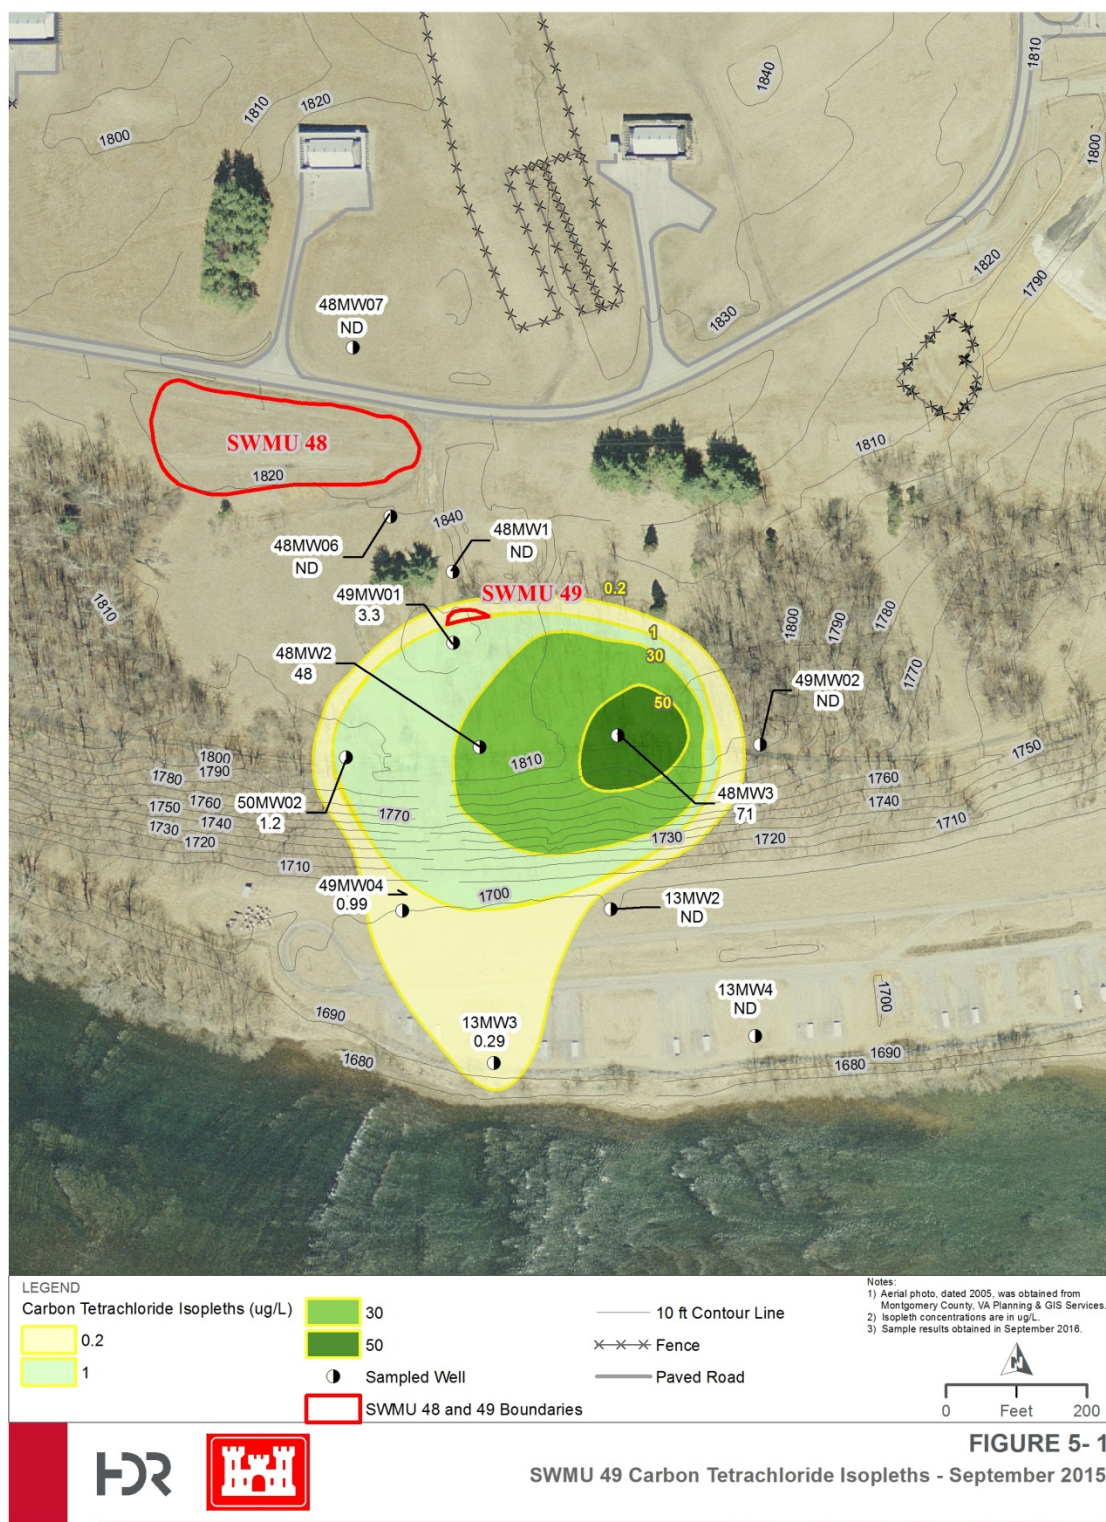 1840
1810
1820
1810
1800
1800
1820
1790
1830
48MW07
ND
1810
SWMU 48
1820
1840
48MW1
ND
48MW06
ND
1810
SWMU 49
0.2
49MW01
3.3
1
30
1800
1790
1780
1770
48MW2
48
49MW02
ND
50
1750
1800
1790
1780
1810
1760
50MW02
1.2
1750
1760
1740
1730
1720
1770
48MW3
71
1740
1710
1730
1720
1710
49MW04
0.99
1700
13MW2
ND
13MW4
ND
1700
1690
13MW3
0.29
1680
1690
1680
LEGEND
Carbon Tetrachloride Isopleths (ug/L)
0.2
1
30
50
Sampled Well
SWMU 48 and 49 Boundaries
10 ft Contour Line
Fence
Paved Road
Notes:
1) Aerial photo, dated 2005, was obtained from
Montgomery County, VA Planning & GIS Services.
2) Isopleth concentrations are in ug/L.
3) Sample results obtained in September 2016.
N
0 Feet 200
HDR
FIGURE 5- 1
SWMU 49 Carbon Tetrachloride Isopleths - September 2015